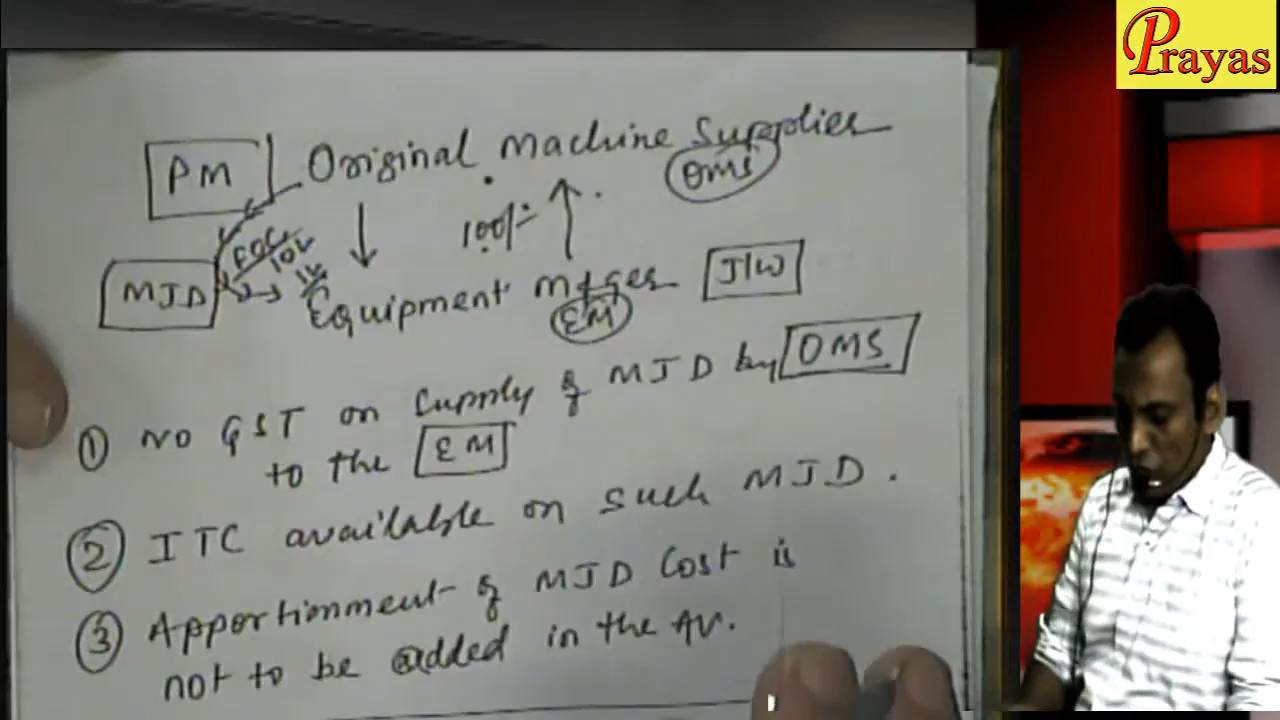 Prayas
PM Original Machine Supplier
OMS
100%
FOC
10L
MJD Equipment Mfger J/W
EM
① NO GST on Supply of MJD by OMS
to the EM
② ITC available on such MJD.
③ Apportionment of MJD Cost is
not to be added in the AV.